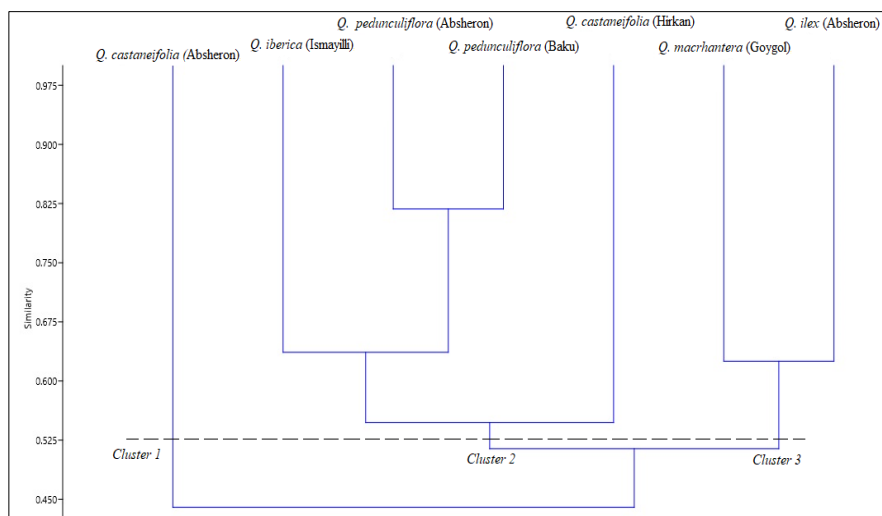 Q. pedunculiflora (Absheron)
Q. castaneifolia (Hirkan)
Q. ilex (Absheron)
Q. castaneifolia (Absheron)
Q. iberica (Ismayilli)
Q. pedunculiflora (Baku)
Q. macrhantera (Goygol)
0.975
0.900
0.825
0.750
0.675
0.600
0.525
0.450
Similarity
Cluster 1
Cluster 2
Cluster 3